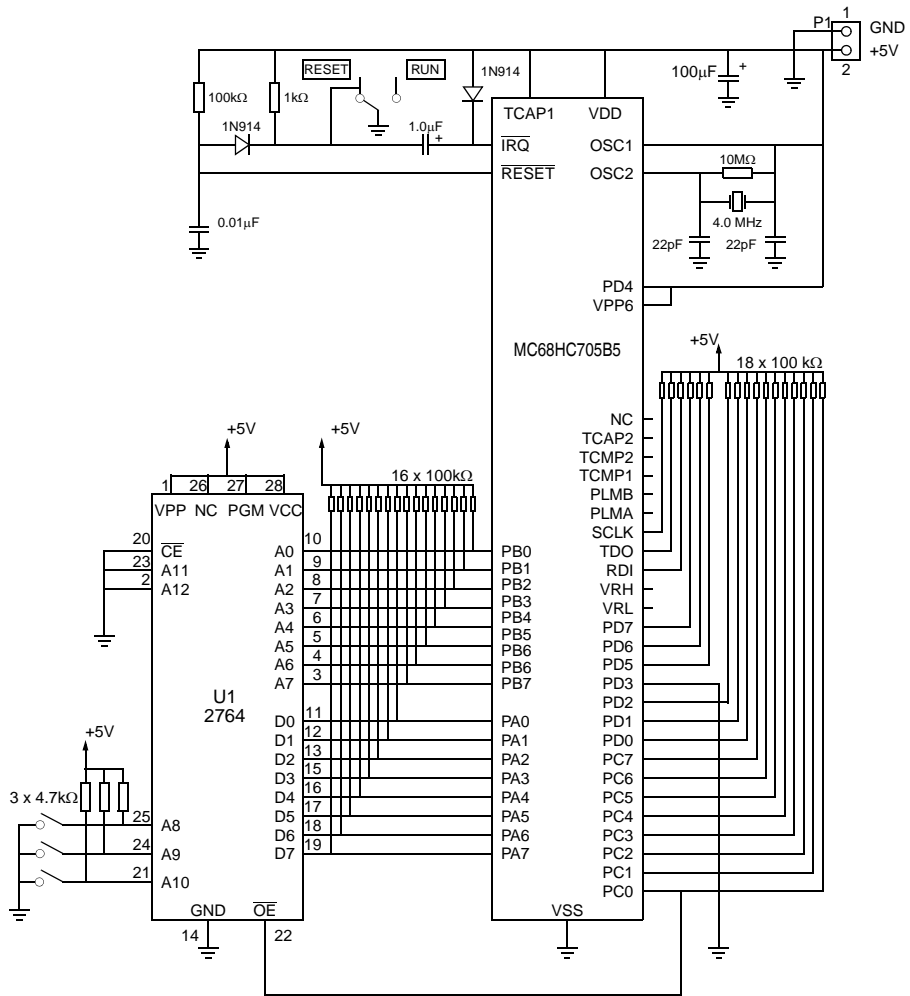 P1 1
GND
+5V
2
RESET RUN
1N914
100µF +
100kΩ
1kΩ
1N914
1.0µF +
TCAP1 VDD
IRQ OSC1
RESET OSC2
10MΩ
4.0 MHz
0.01µF
22pF 22pF
PD4
VPP6
MC68HC705B5
+5V
18 x 100 kΩ
NC
TCAP2
TCMP2
TCMP1
PLMB
PLMA
SCLK
TDO
RDI
VRH
VRL
PD7
PD6
PD5
PD3
PD2
PD1
PD0
PC7
PC6
PC5
PC4
PC3
PC2
PC1
PC0
+5V +5V
16 x 100kΩ
1 26 27 28
VPP NC PGM VCC
20 CE A0 10 PB0
23 A11 A1 9 PB1
2 A12 A2 8 PB2
A3 7 PB3
A4 6 PB4
A5 5 PB5
A6 4 PB6
PB6
A7 3 PB7
U1
2764
D0 11 PA0
D1 12 PA1
D2 13 PA2
D3 15 PA3
D4 16 PA4
D5 17 PA5
D6 18 PA6
D7 19 PA7
+5V
3 x 4.7kΩ
25 A8
24 A9
21 A10
GND OE
14 22
VSS